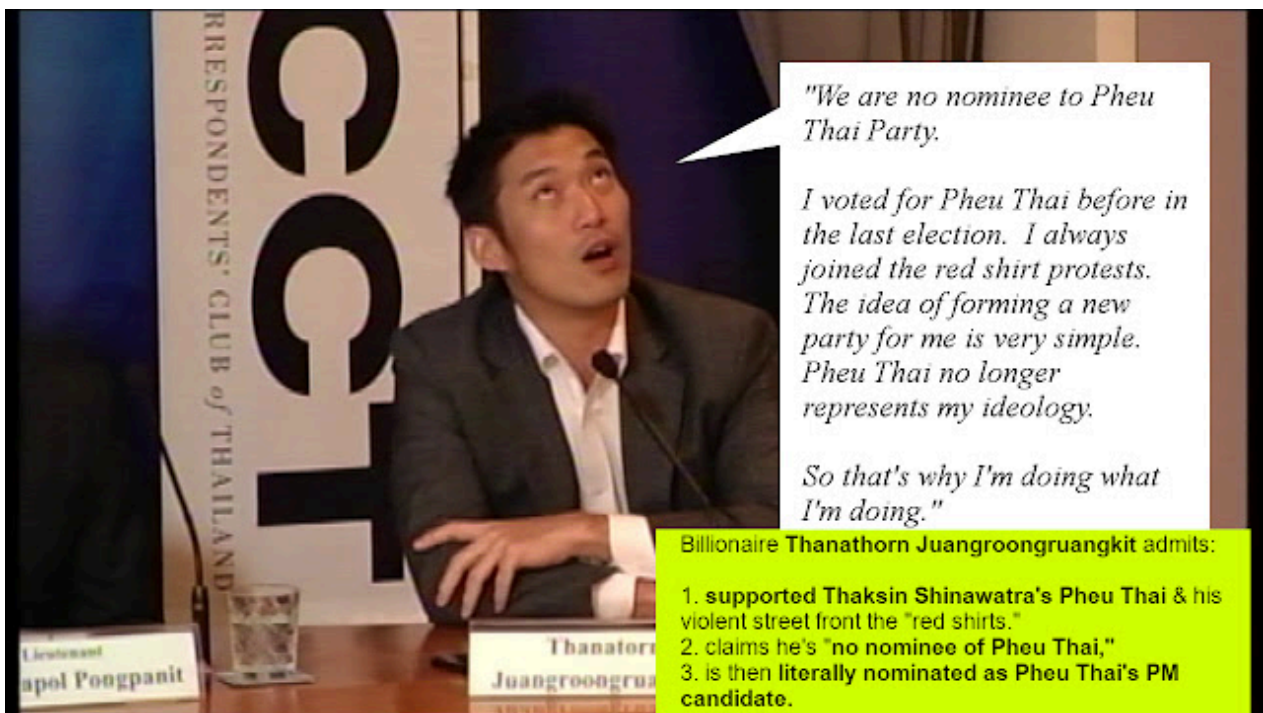 CCT
RRESPONDENTS' CLUB of THAILAND
"We are no nominee to Pheu
Thai Party.
I voted for Pheu Thai before in
the last election. I always
joined the red shirt protests.
The idea of forming a new
party for me is very simple.
Pheu Thai no longer
represents my ideology.
So that's why I'm doing what
I'm doing."
Billionaire Thanathorn Juangroongruangkit admits:
1. supported Thaksin Shinawatra's Pheu Thai & his
violent street front the "red shirts."
2. claims he's "no nominee of Pheu Thai,"
3. is then literally nominated as Pheu Thai's PM
candidate.
Lieutenant
apol Pongpanit
Thanatorn
Juangroongrua